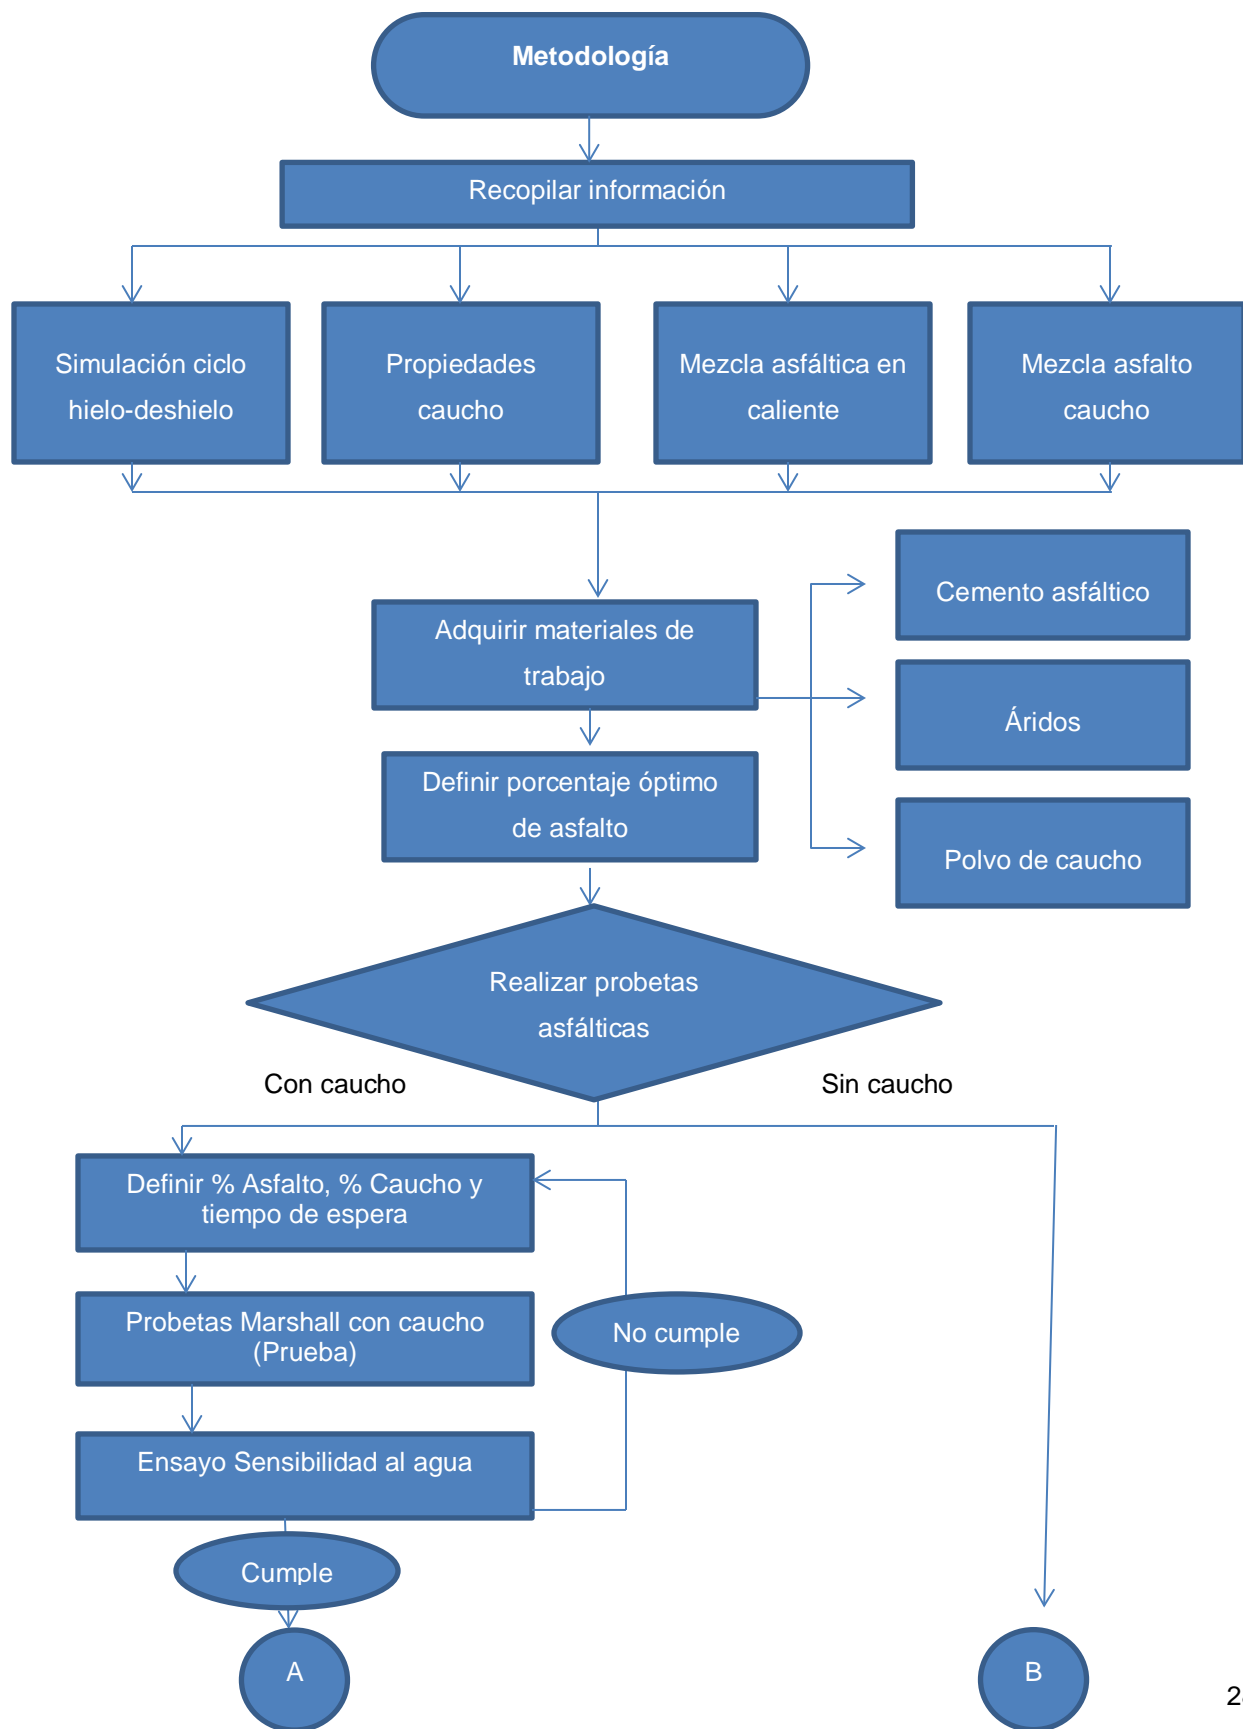 Metodología
Recopilar información
Simulación ciclo
hielo-deshielo
Propiedades
caucho
Mezcla asfáltica en
caliente
Mezcla asfalto
caucho
Adquirir materiales de
trabajo
Cemento asfáltico
Áridos
Polvo de caucho
Definir porcentaje óptimo
de asfalto
Realizar probetas
asfálticas
Con caucho
Sin caucho
Definir % Asfalto, % Caucho y
tiempo de espera
Probetas Marshall con caucho
(Prueba)
No cumple
Ensayo Sensibilidad al agua
Cumple
A
B